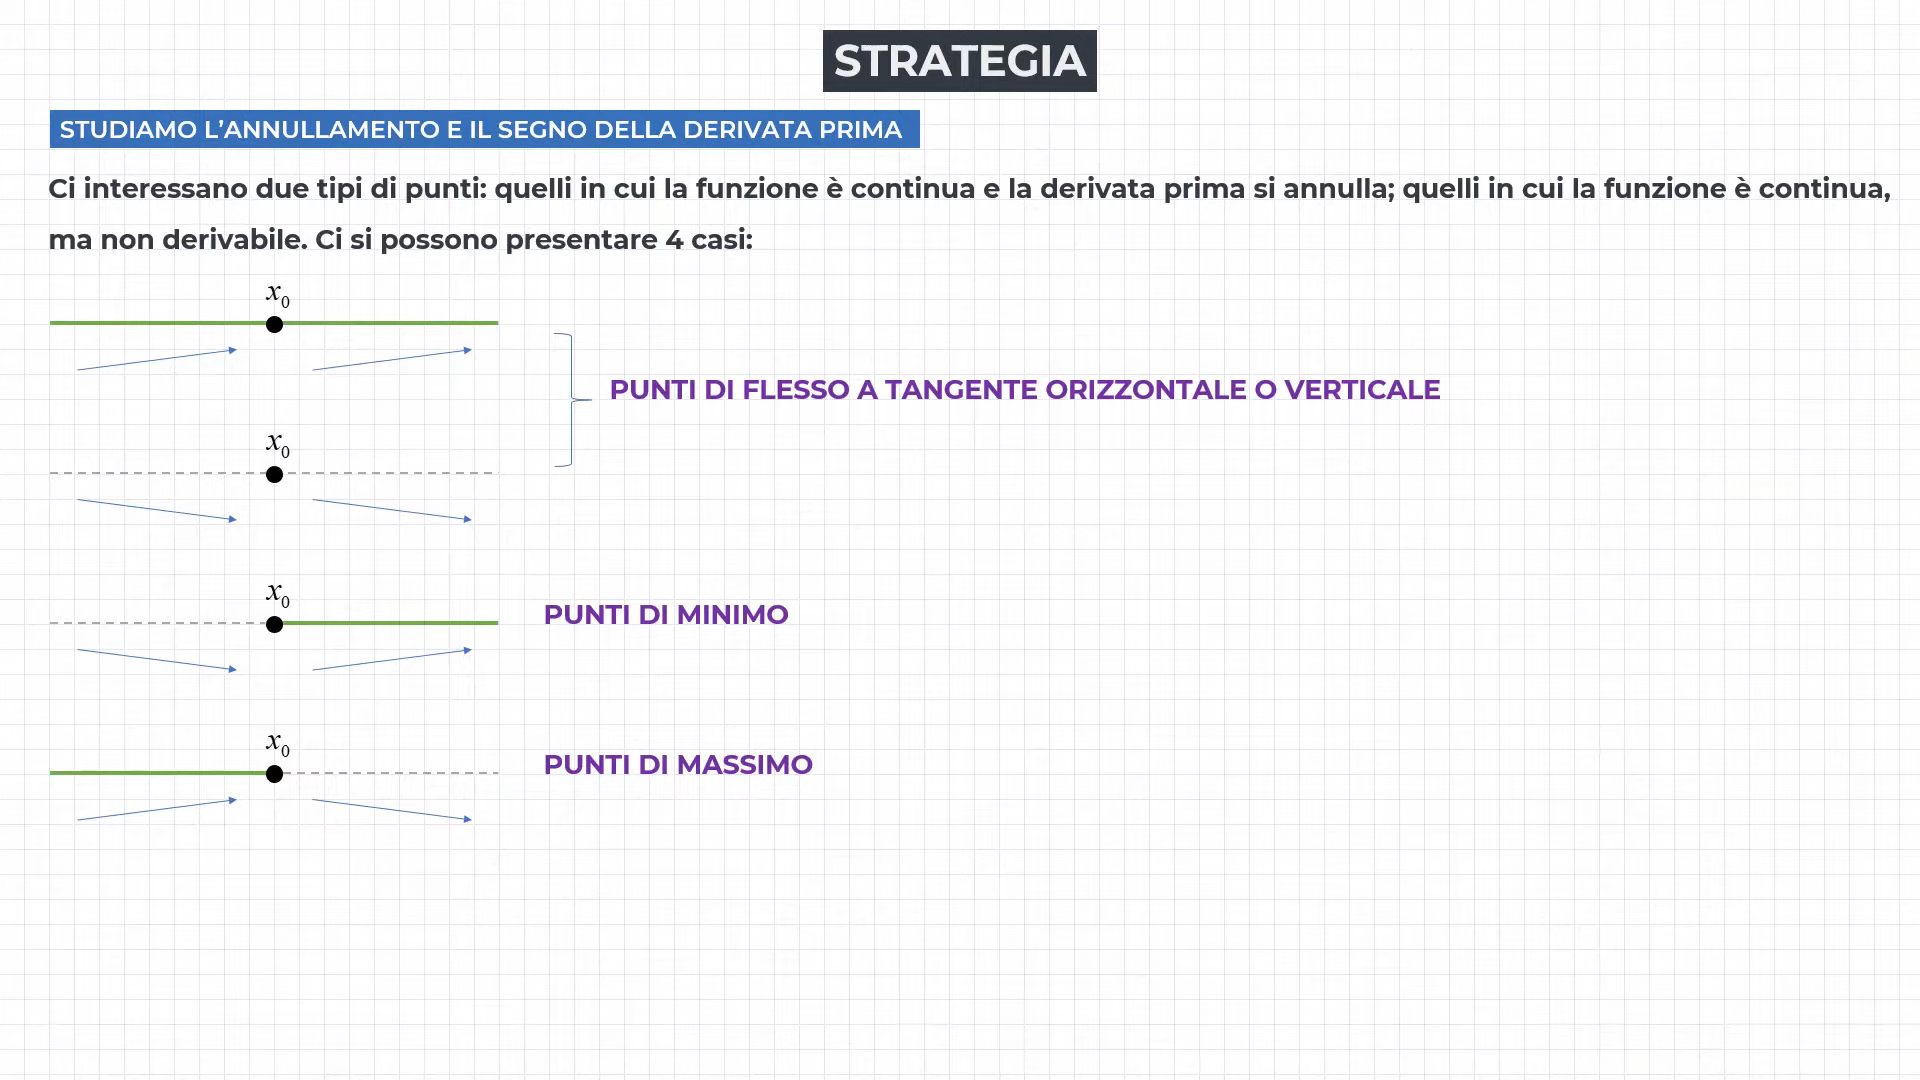 STRATEGIA
STUDIAMO L’ANNULLAMENTO E IL SEGNO DELLA DERIVATA PRIMA
Ci interessano due tipi di punti: quelli in cui la funzione è continua e la derivata prima si annulla; quelli in cui la funzione è continua,
ma non derivabile. Ci si possono presentare 4 casi:
x₀
PUNTI DI FLESSO A TANGENTE ORIZZONTALE O VERTICALE
x₀
x₀
PUNTI DI MINIMO
x₀
PUNTI DI MASSIMO